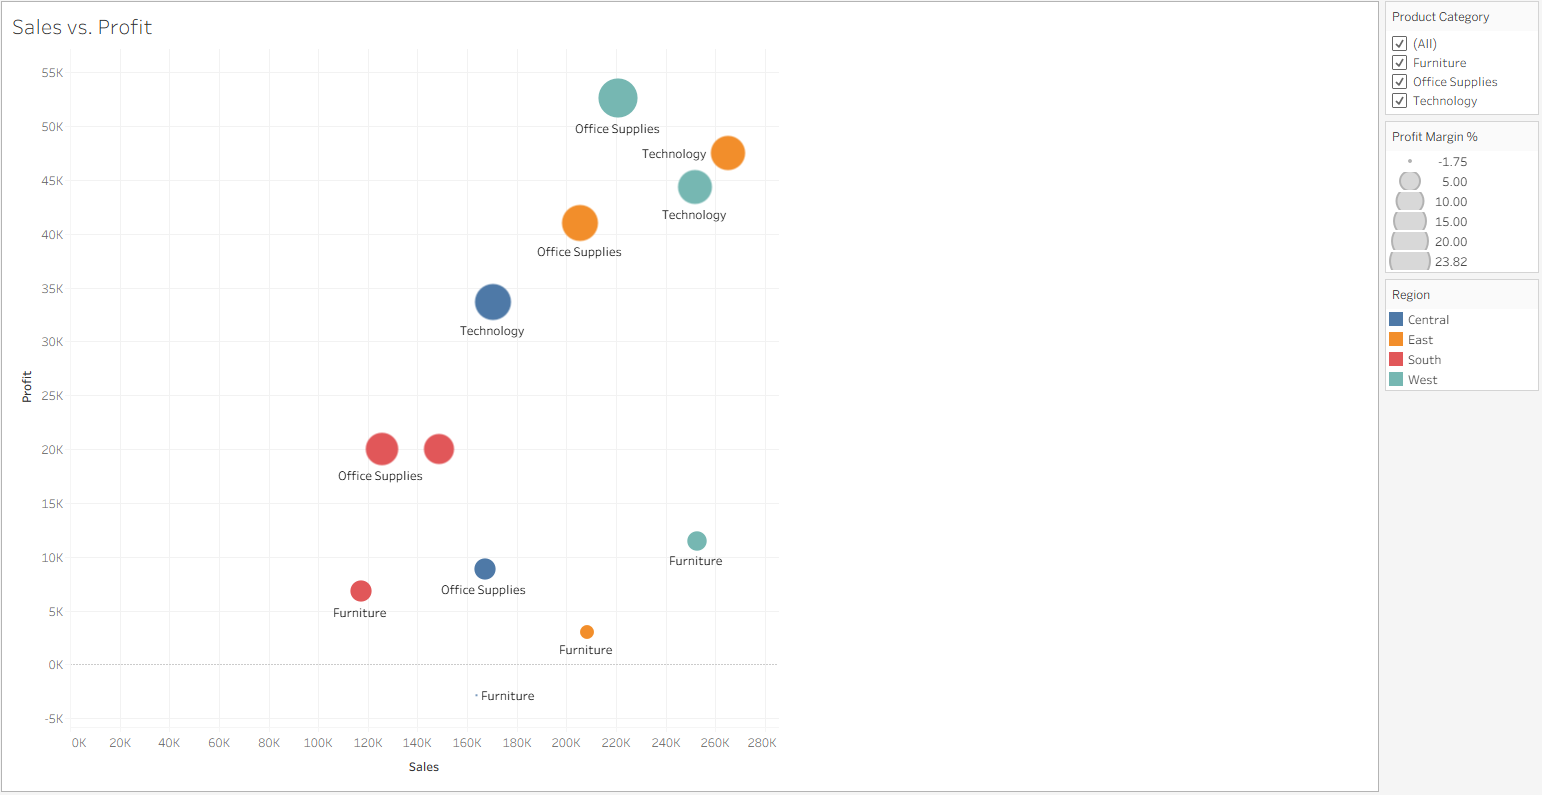 Sales vs. Profit
55K
50K
45K
40K
35K
30K
25K
20K
15K
10K
5K
0K
-5K
Profit
Office Supplies
Technology
Technology
Office Supplies
Technology
Office Supplies
Furniture
Office Supplies
Furniture
Furniture
Furniture
0K 20K 40K 60K 80K 100K 120K 140K 160K 180K 200K 220K 240K 260K 280K
Sales
Product Category
(All)
Furniture
Office Supplies
Technology
Profit Margin %
-1.75
5.00
10.00
15.00
20.00
23.82
Region
Central
East
South
West